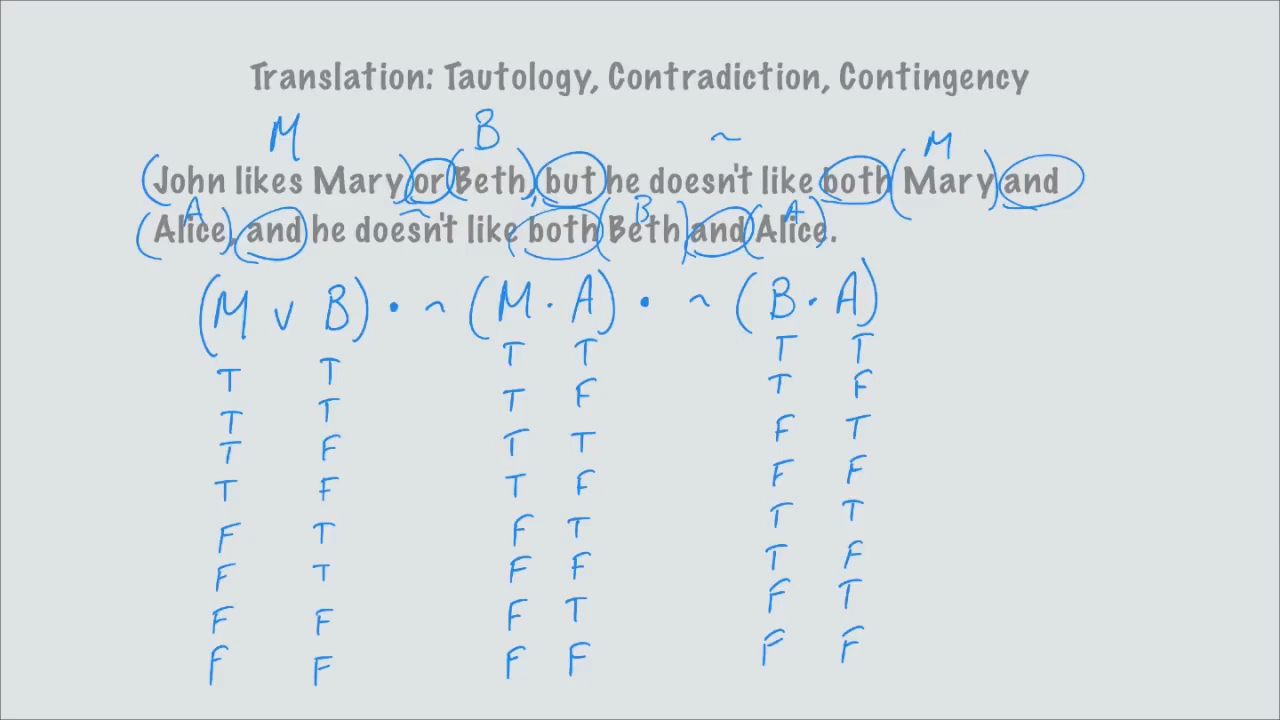 Translation: Tautology, Contradiction, Contingency
M B ~ M
(John likes Mary) or (Beth), but he doesn't like both (Mary) and
A ~ B A
(Alice), and he doesn't like (both (Beth) and (Alice).
(M v B) • ~ (M · A) • ~ (B · A)
T T T T T T
T T T F T F
T F T T F T
T F T F F F
F T F T T T
F T F F T F
F F F T F T
F F F F F F